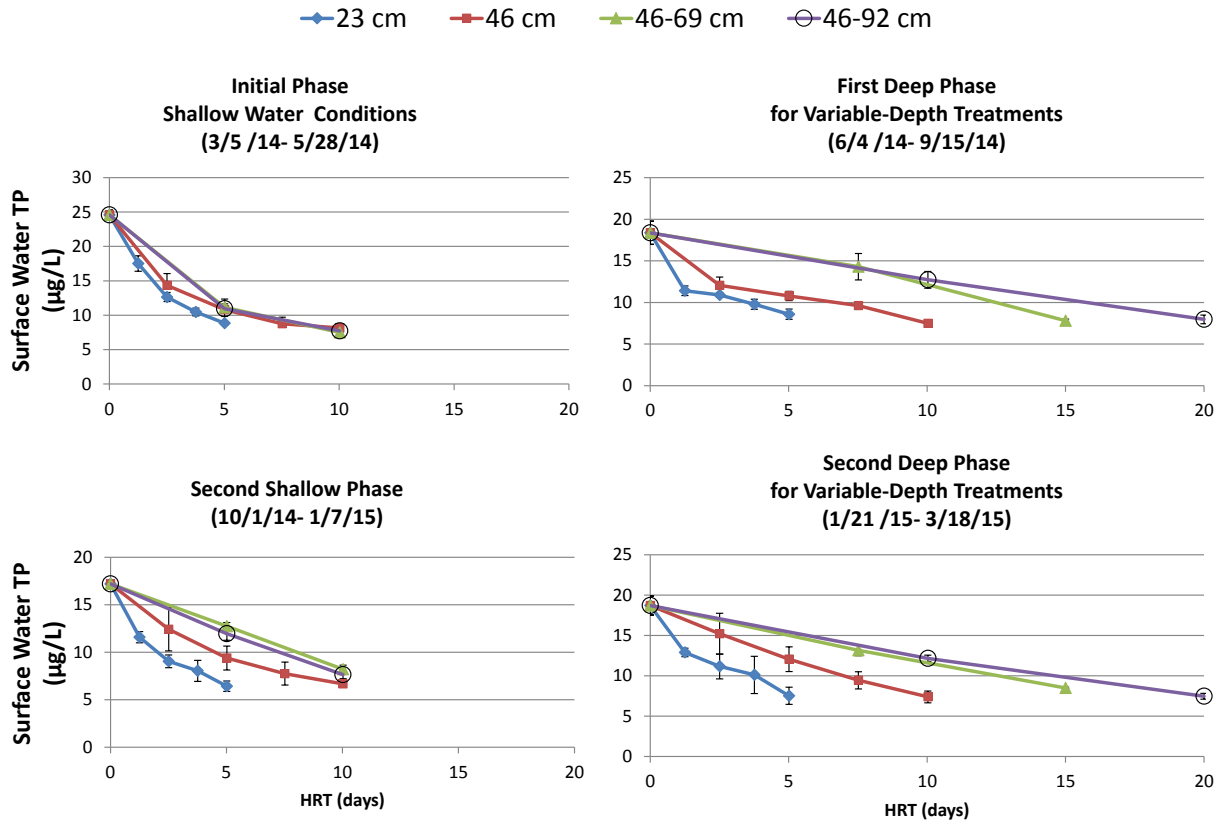 23 cm 46 cm 46-69 cm 46-92 cm
Initial Phase
Shallow Water Conditions
(3/5 /14- 5/28/14)
Surface Water TP
(µg/L)
30
25
20
15
10
5
0
0 5 10 15 20
First Deep Phase
for Variable-Depth Treatments
(6/4 /14- 9/15/14)
25
20
15
10
5
0
0 5 10 15 20
Second Shallow Phase
(10/1/14- 1/7/15)
Surface Water TP
(µg/L)
20
15
10
5
0
0 5 10 15 20
HRT (days)
Second Deep Phase
for Variable-Depth Treatments
(1/21 /15- 3/18/15)
25
20
15
10
5
0
0 5 10 15 20
HRT (days)